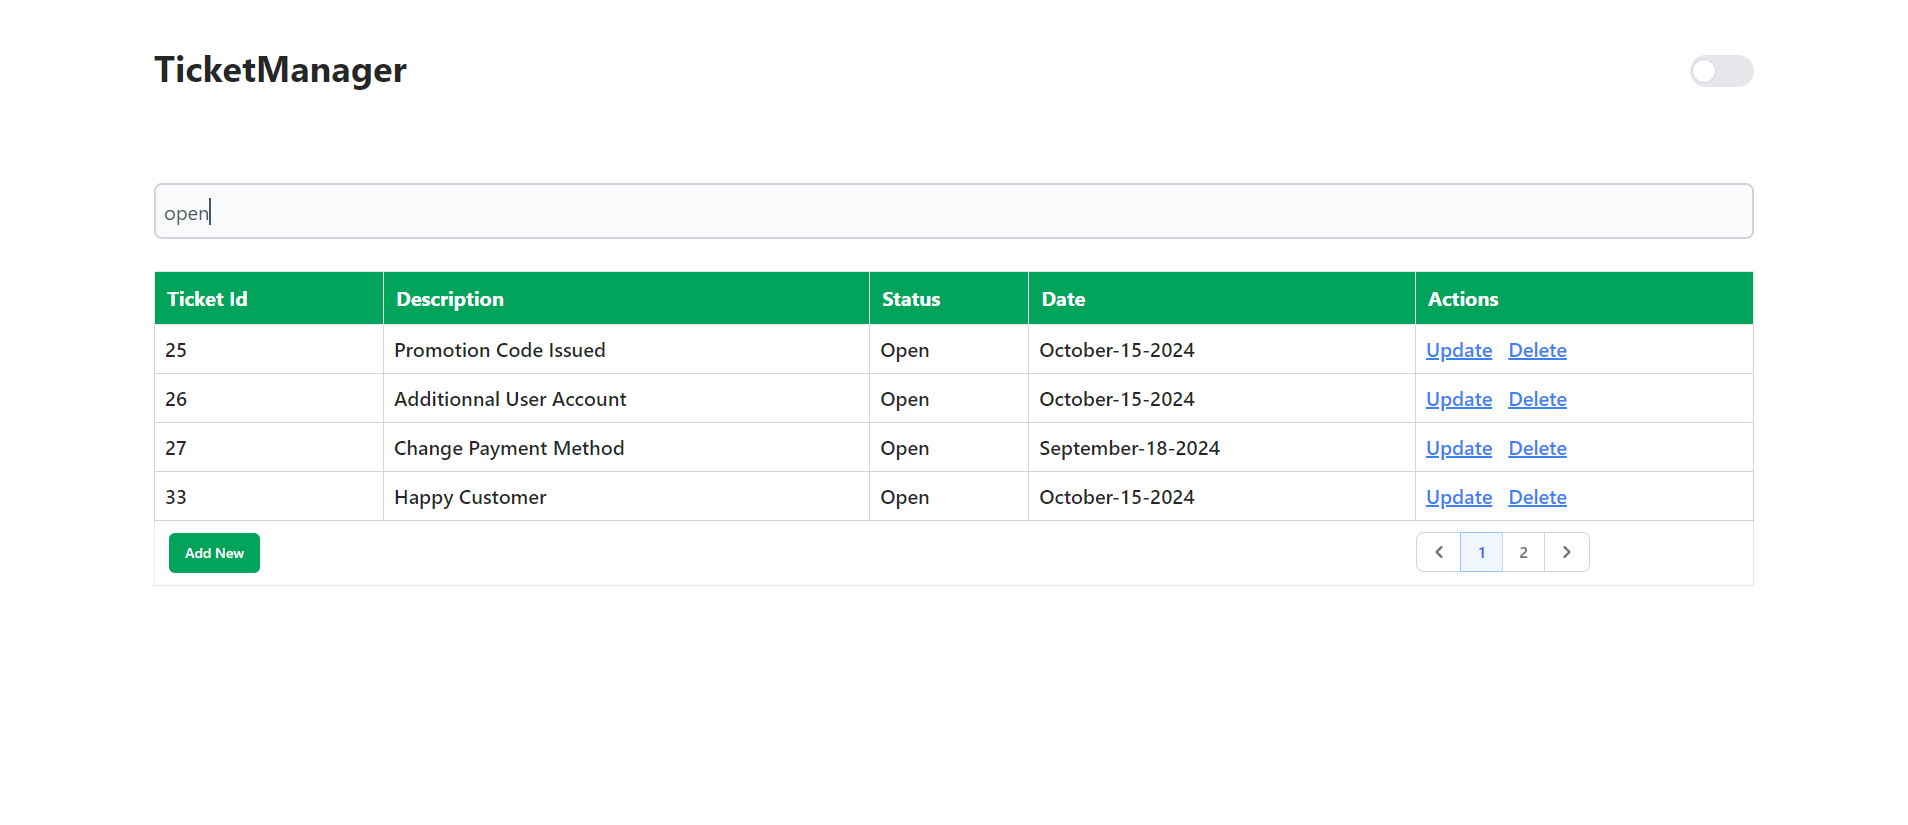 TicketManager
open
Ticket Id Description Status Date Actions
25 Promotion Code Issued Open October-15-2024 Update Delete
26 Additionnal User Account Open October-15-2024 Update Delete
27 Change Payment Method Open September-18-2024 Update Delete
33 Happy Customer Open October-15-2024 Update Delete
Add New 1 2